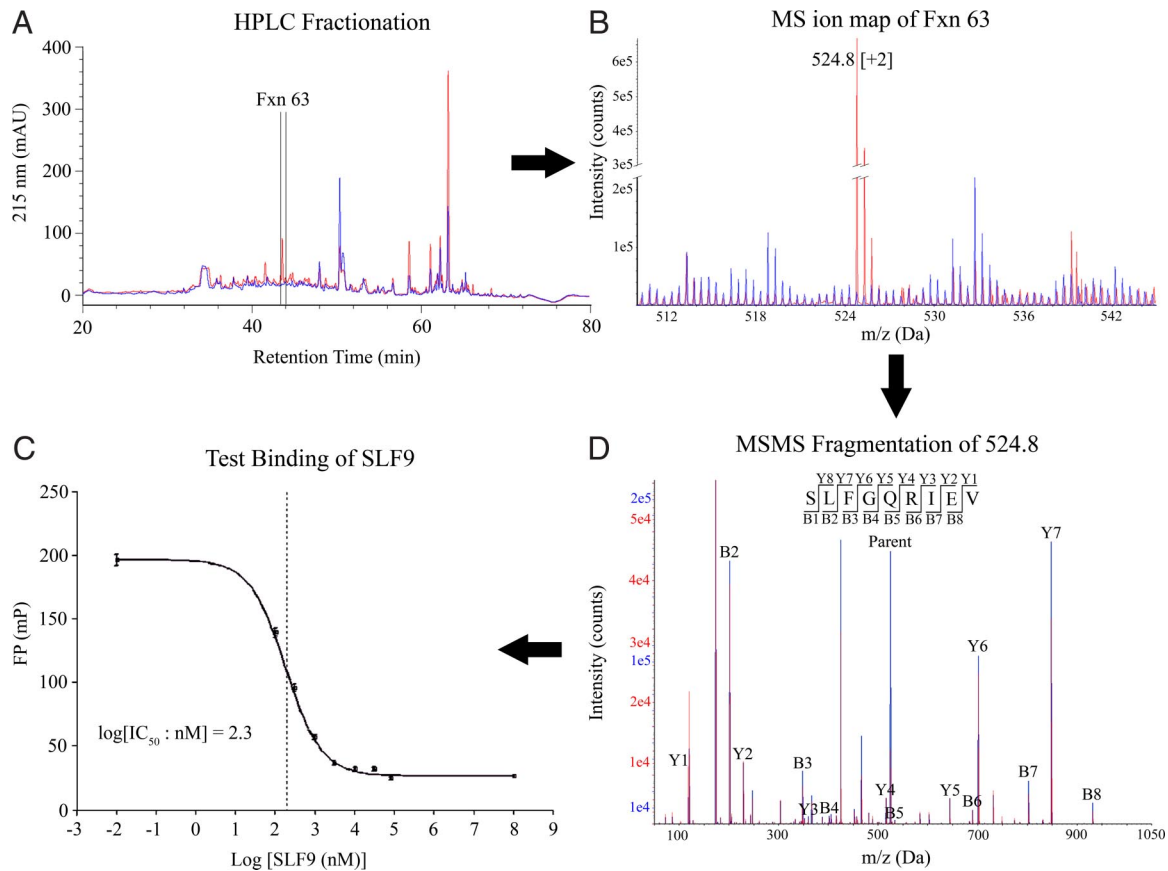 A
HPLC Fractionation
400
300
200
100
0
215 nm (mAU)
Fxn 63
20
40
60
80
Retention Time (min)
B
MS ion map of Fxn 63
524.8 [+2]
6e5
5e5
4e5
3e5
2e5
1e5
Intensity (counts)
512
518
524
530
536
542
m/z (Da)
C
Test Binding of SLF9
250
200
150
100
50
0
FP (mP)
log[IC50 : nM] = 2.3
-3
-2
-1
0
1
2
3
4
5
6
7
8
9
Log [SLF9 (nM)]
D
MSMS Fragmentation of 524.8
Y8 Y7 Y6 Y5 Y4 Y3 Y2 Y1
S L F G Q R I E V
B1 B2 B3 B4 B5 B6 B7 B8
Parent
2e5
5e4
4e4
3e4
1e5
2e4
1e4
1e4
Intensity (counts)
Y1
B2
Y2
B3
Y3
B4
Y4
B5
Y5
B6
Y6
B7
Y7
B8
100
300
500
700
900
1050
m/z (Da)